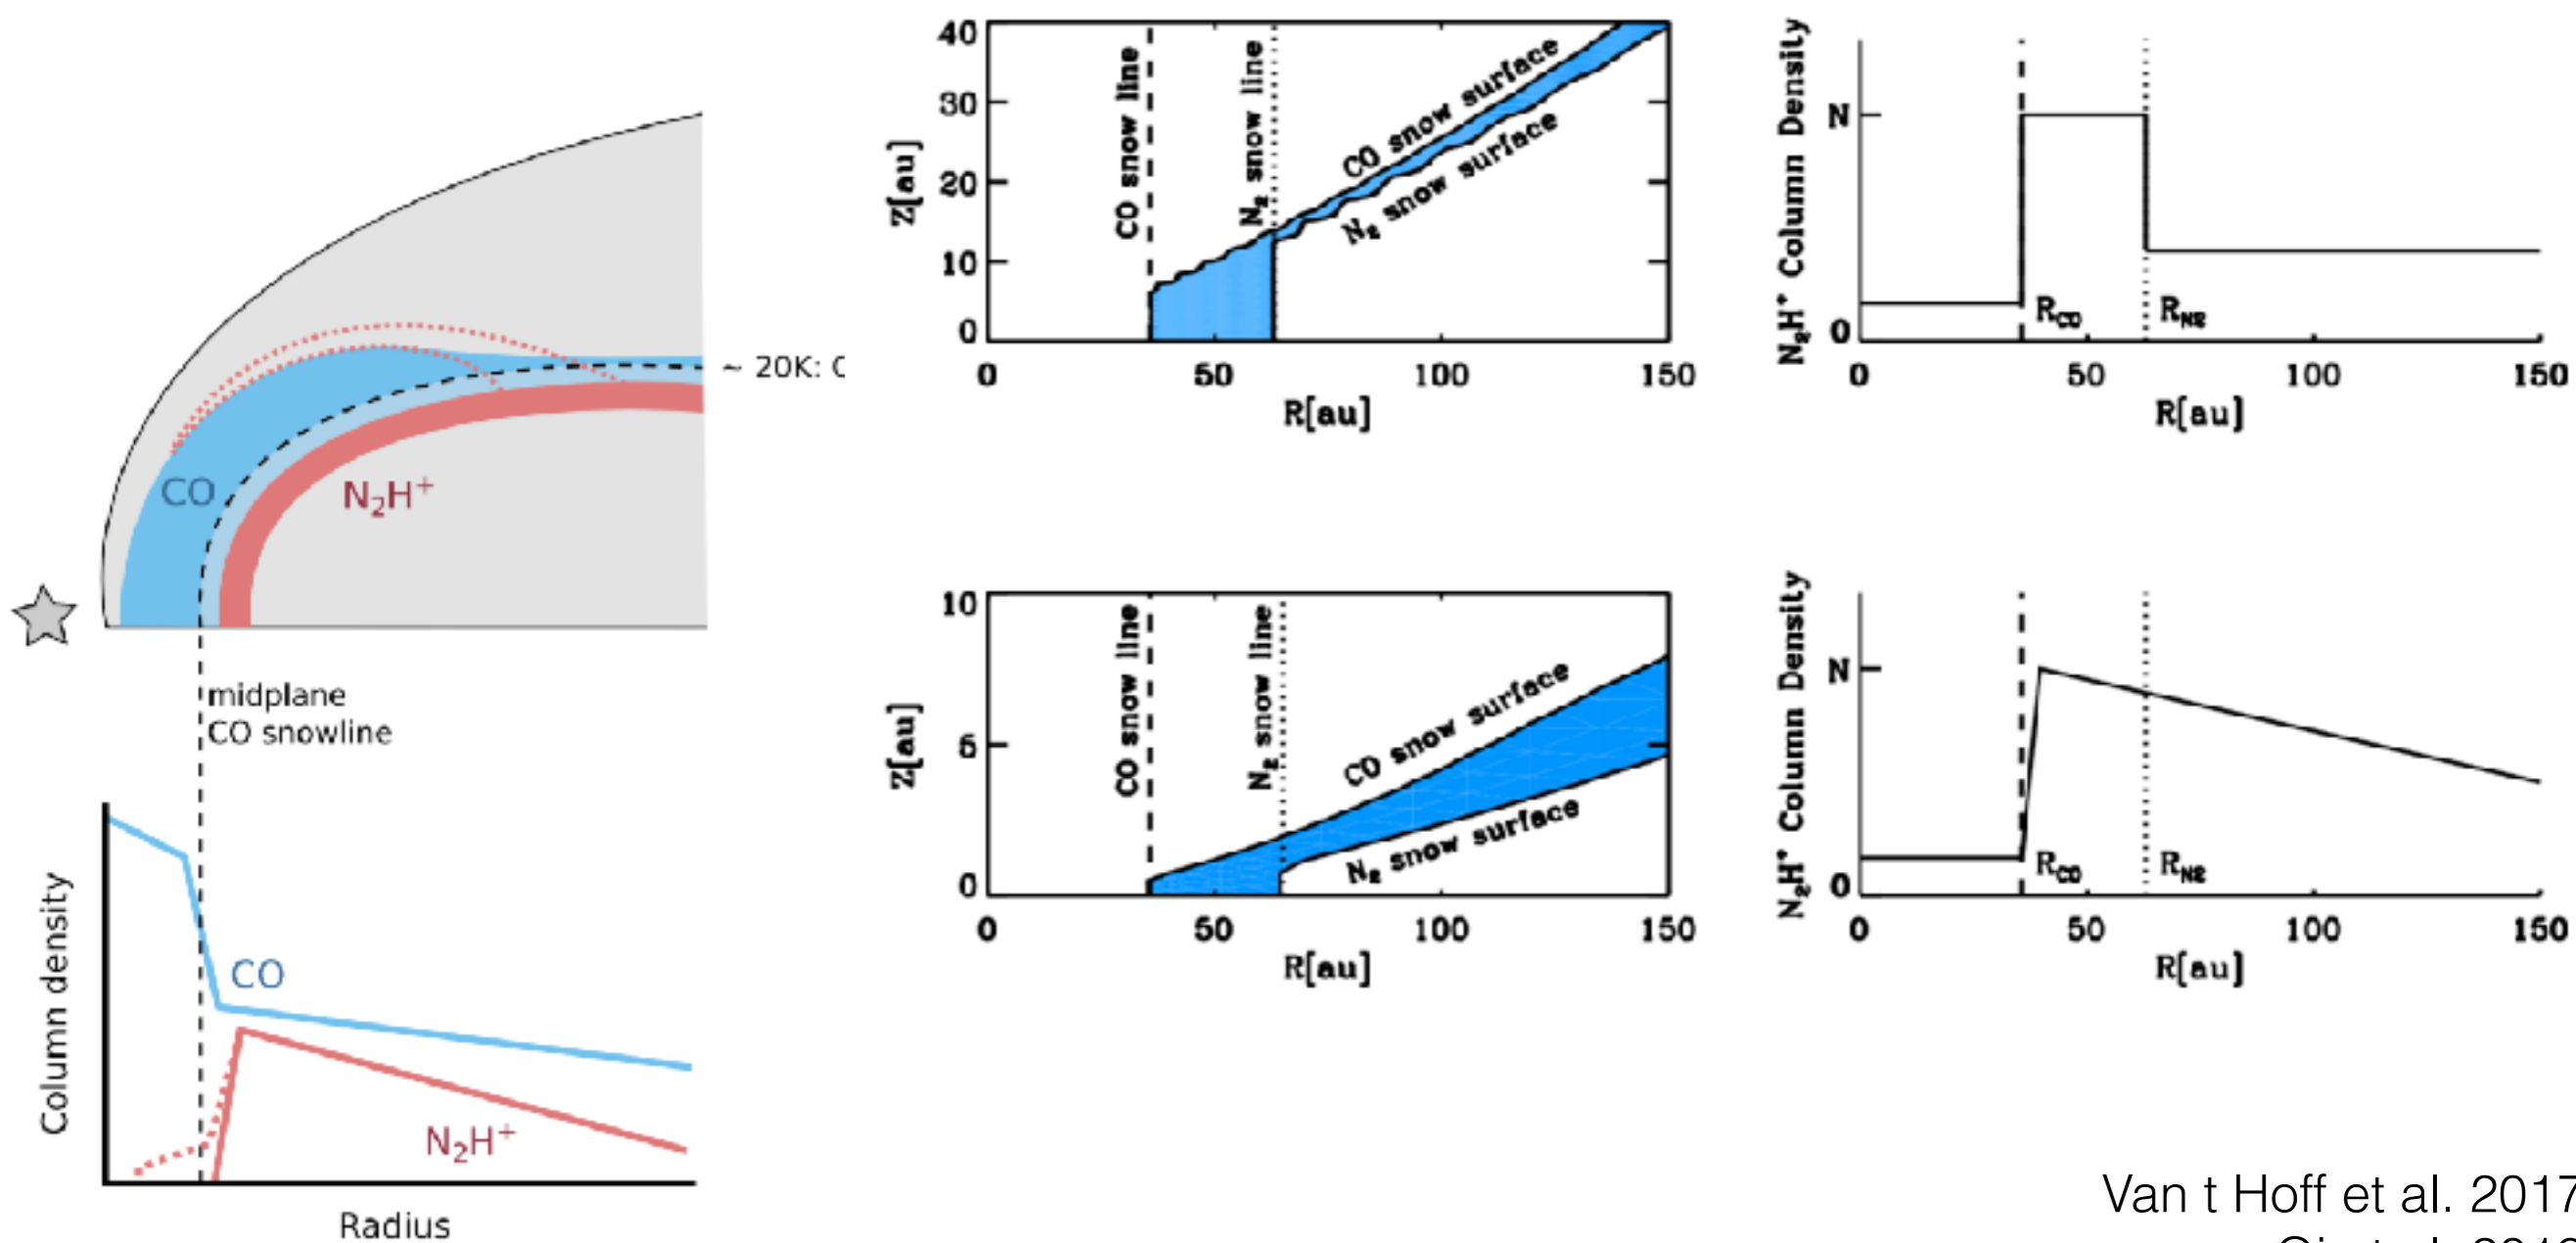 CO
N₂H⁺
~ 20K: C
midplane
CO snowline
Column density
CO
N₂H⁺
Radius
Z[au]
40
30
20
10
0
CO snow line
N₂ snow line
CO snow surface
N₂ snow surface
0 50 100 150
R[au]
N₂H⁺ Column Density
N
0
R_CO
R_N2
0 50 100 150
R[au]
Z[au]
10
5
0
CO snow line
N₂ snow line
CO snow surface
N₂ snow surface
0 50 100 150
R[au]
N₂H⁺ Column Density
N
0
R_CO
R_N2
0 50 100 150
R[au]
Van t Hoff et al. 2017